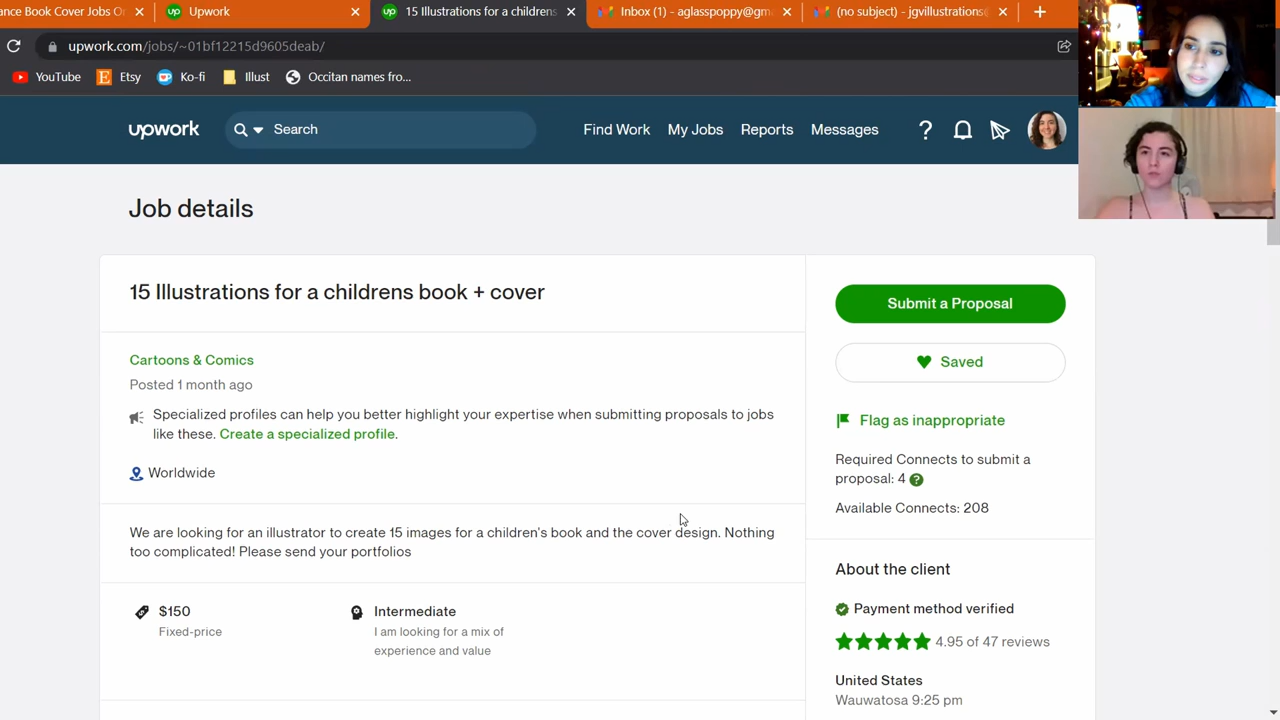 ance Book Cover Jobs On
Upwork
15 Illustrations for a childrens
Inbox (1) - aglasspoppy@gm
(no subject) - jgvillustrations
upwork.com/jobs/~01bf12215d9605deab/
YouTube
Etsy
Ko-fi
Illust
Occitan names fro...
upwork
Search
Find Work
My Jobs
Reports
Messages
?
Job details
15 Illustrations for a childrens book + cover
Cartoons & Comics
Posted 1 month ago
Specialized profiles can help you better highlight your expertise when submitting proposals to jobs
like these. Create a specialized profile.
Worldwide
We are looking for an illustrator to create 15 images for a children's book and the cover design. Nothing
too complicated! Please send your portfolios
$150
Fixed-price
Intermediate
I am looking for a mix of
experience and value
Submit a Proposal
Saved
Flag as inappropriate
Required Connects to submit a
proposal: 4
Available Connects: 208
About the client
Payment method verified
4.95 of 47 reviews
United States
Wauwatosa 9:25 pm